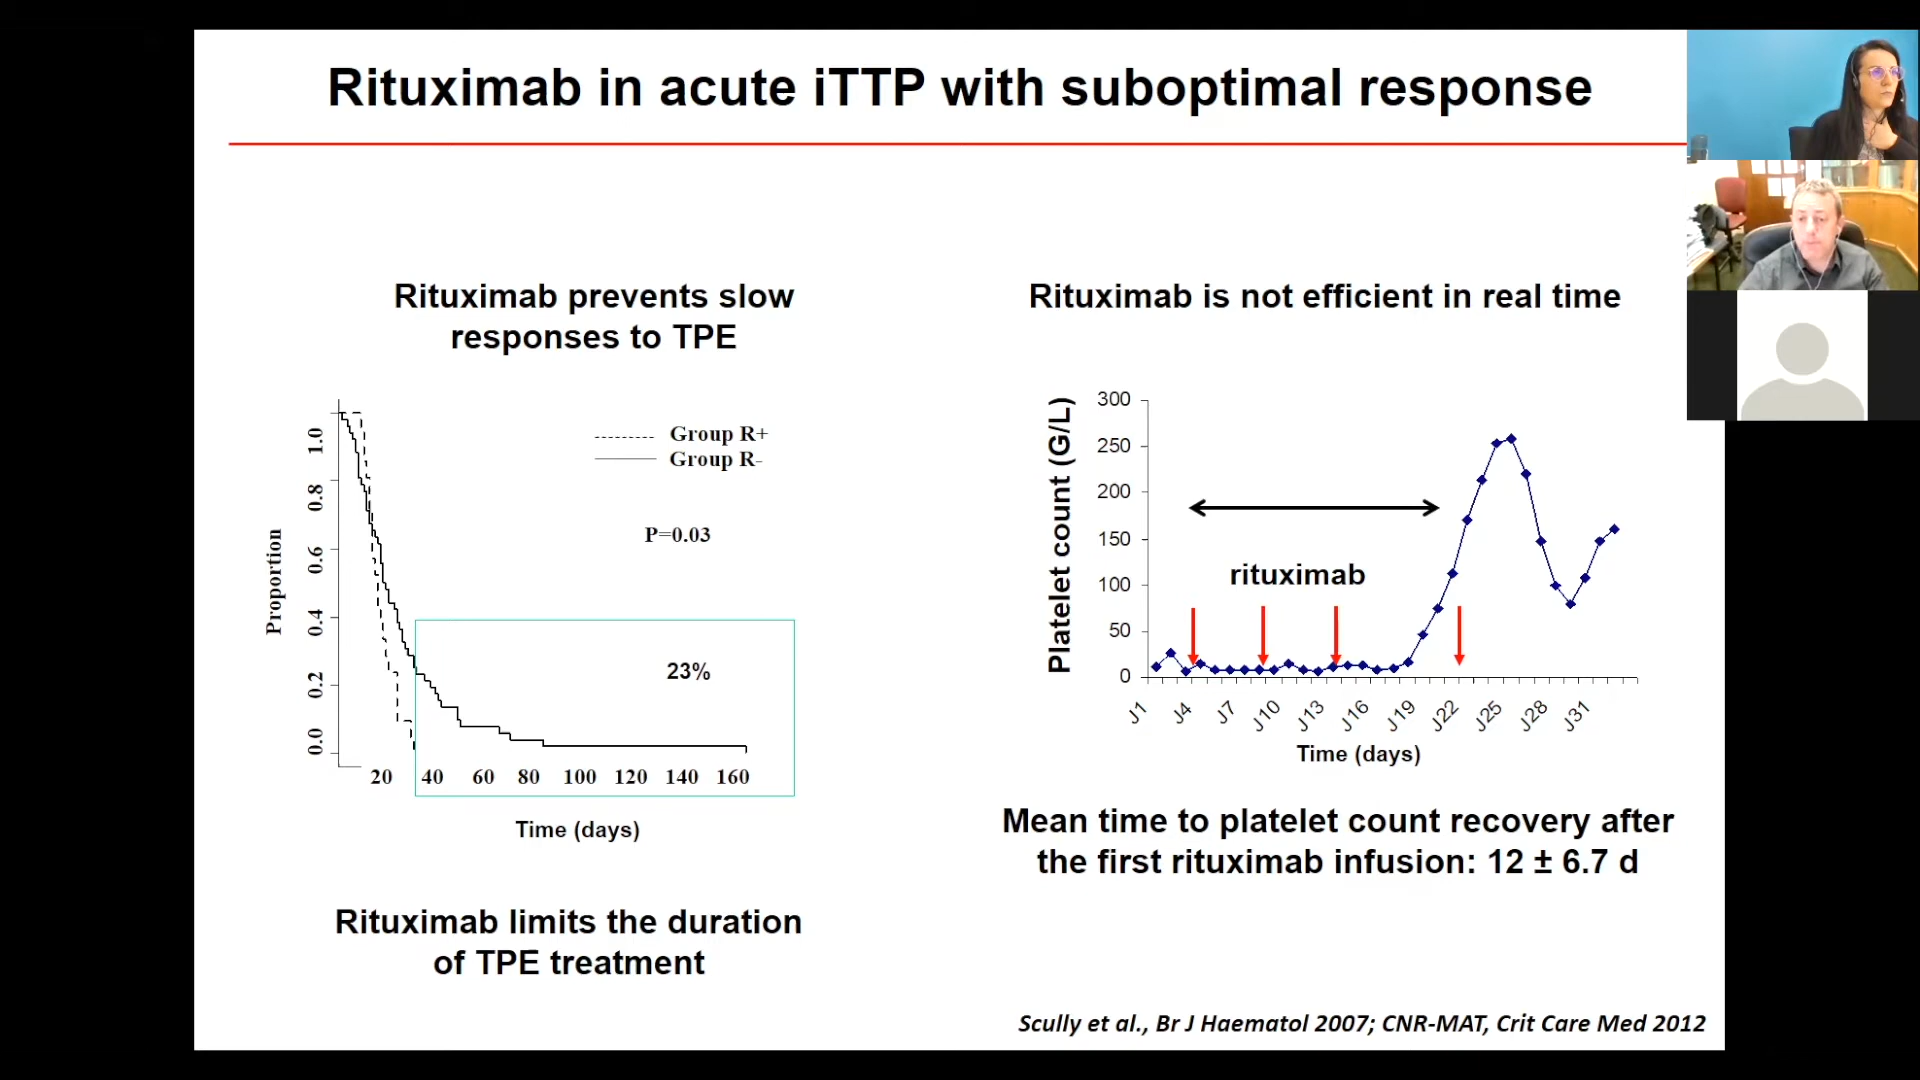 Rituximab in acute iTTP with suboptimal response
Rituximab prevents slow
responses to TPE
Proportion
1.0
0.8
0.6
0.4
0.2
0.0
Group R+
Group R-
P=0.03
23%
20 40 60 80 100 120 140 160
Time (days)
Rituximab limits the duration
of TPE treatment
Rituximab is not efficient in real time
Platelet count (G/L)
300
250
200
150
100
50
0
rituximab
J1 J4 J7 J10 J13 J16 J19 J22 J25 J28 J31
Time (days)
Mean time to platelet count recovery after
the first rituximab infusion: 12 ± 6.7 d
Scully et al., Br J Haematol 2007; CNR-MAT, Crit Care Med 2012